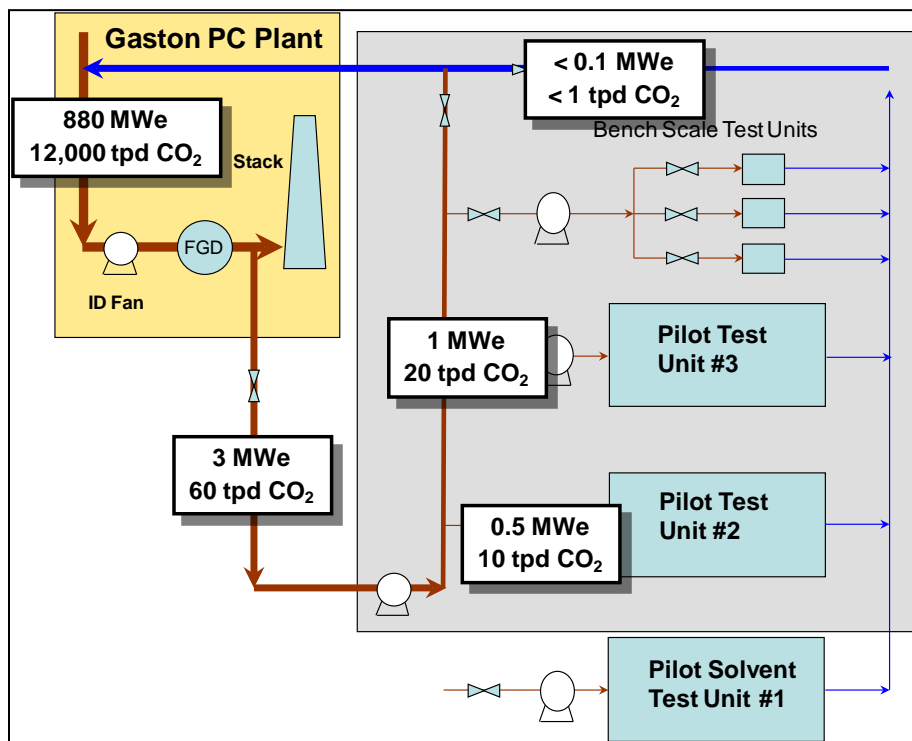 Gaston PC Plant
< 0.1 MWe
< 1 tpd CO₂
Bench Scale Test Units
880 MWe
12,000 tpd CO₂
Stack
FGD
ID Fan
1 MWe
20 tpd CO₂
Pilot Test
Unit #3
3 MWe
60 tpd CO₂
0.5 MWe
10 tpd CO₂
Pilot Test
Unit #2
Pilot Solvent
Test Unit #1